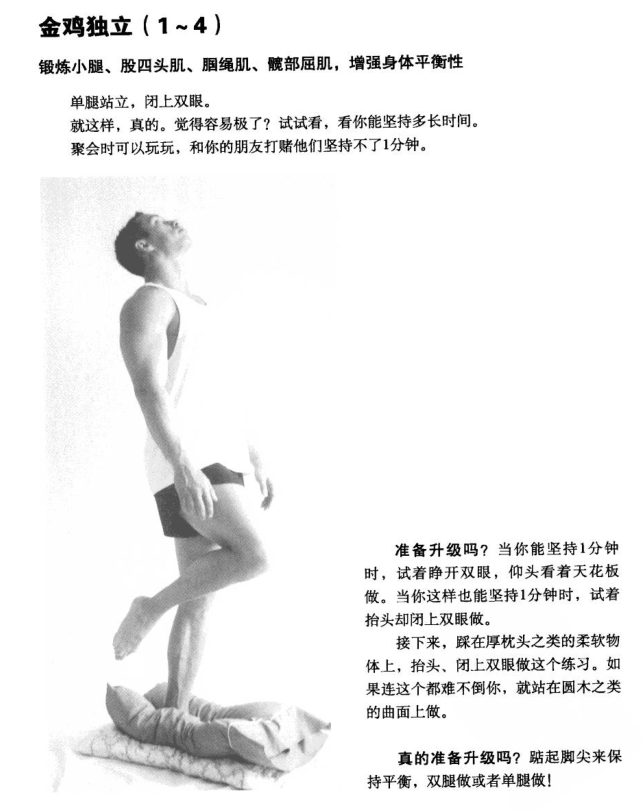 金鸡独立（1~4）
锻炼小腿、股四头肌、腘绳肌、髋部屈肌，增强身体平衡性
单腿站立，闭上双眼。
就这样，真的。觉得容易极了？试试看，看你能坚持多长时间。
聚会时可以玩玩，和你的朋友打赌他们坚持不了1分钟。
准备升级吗？当你能坚持1分钟
时，试着睁开双眼，仰头看着天花板
做。当你这样也能坚持1分钟时，试着
抬头却闭上双眼做。
接下来，踩在厚枕头之类的柔软物
体上，抬头、闭上双眼做这个练习。如
果连这个都难不倒你，就站在圆木之类
的曲面上做。
真的准备升级吗？踮起脚尖来保
持平衡，双腿做或者单腿做！